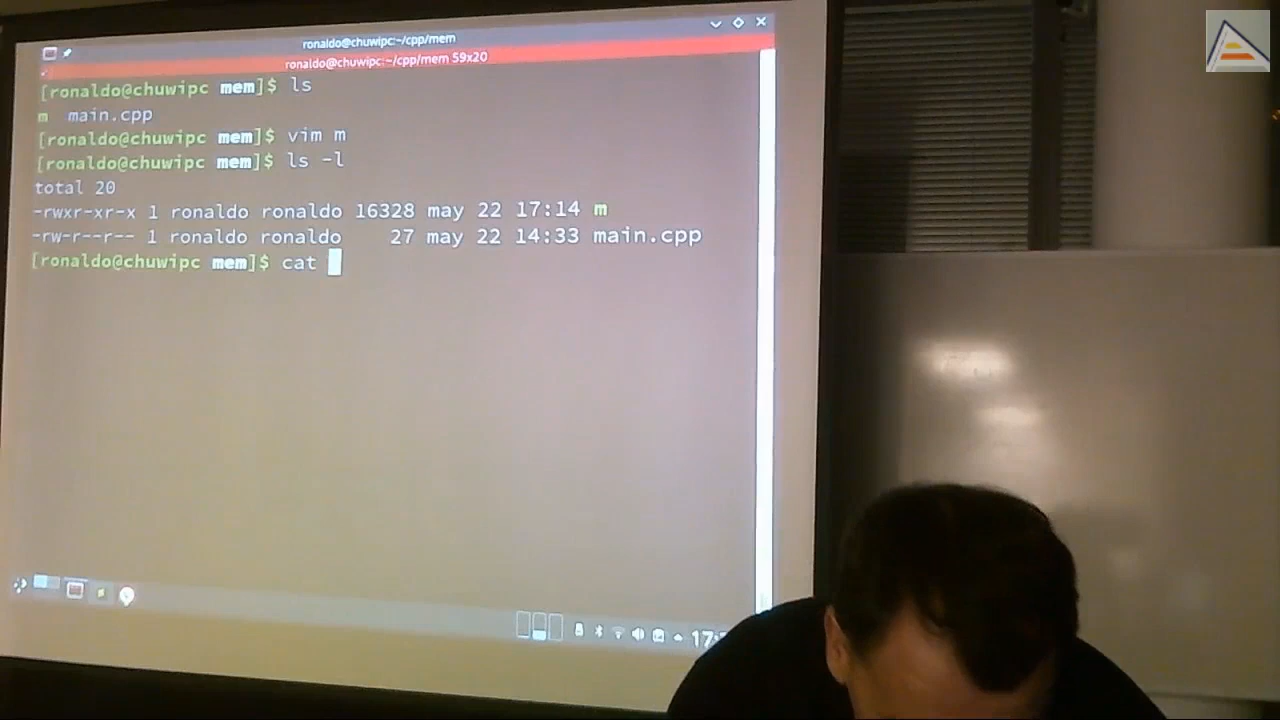 ronaldo@chuwipc:~/cpp/mem
ronaldo@chuwipc:~/cpp/mem 59x20
[ronaldo@chuwipc mem]$ ls
m main.cpp
[ronaldo@chuwipc mem]$ vim m
[ronaldo@chuwipc mem]$ ls -l
total 20
-rwxr-xr-x 1 ronaldo ronaldo 16328 may 22 17:14 m
-rw-r--r-- 1 ronaldo ronaldo 27 may 22 14:33 main.cpp
[ronaldo@chuwipc mem]$ cat